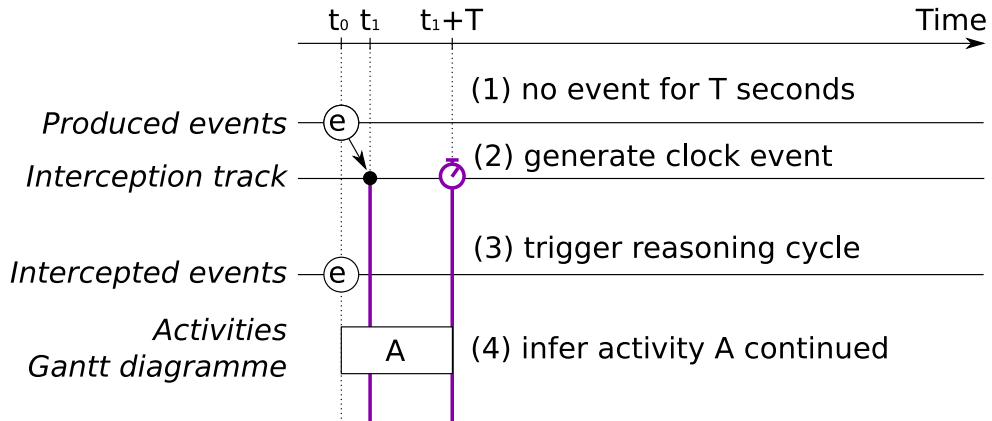 t₀ t₁ t₁+T Time
(1) no event for T seconds
Produced events e
(2) generate clock event
Interception track
(3) trigger reasoning cycle
Intercepted events e
Activities
Gantt diagramme
A (4) infer activity A continued